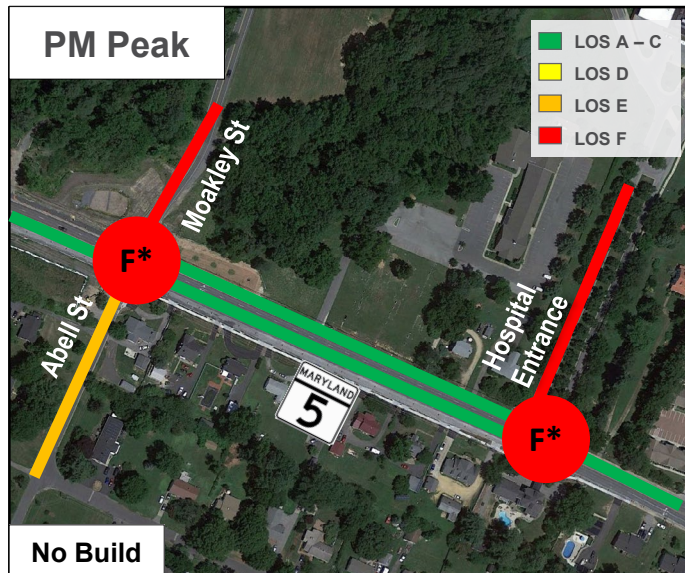 PM Peak
LOS A – C
LOS D
LOS E
LOS F
Moakley St
F*
Abell St
MARYLAND
5
Hospital
Entrance
F*
No Build